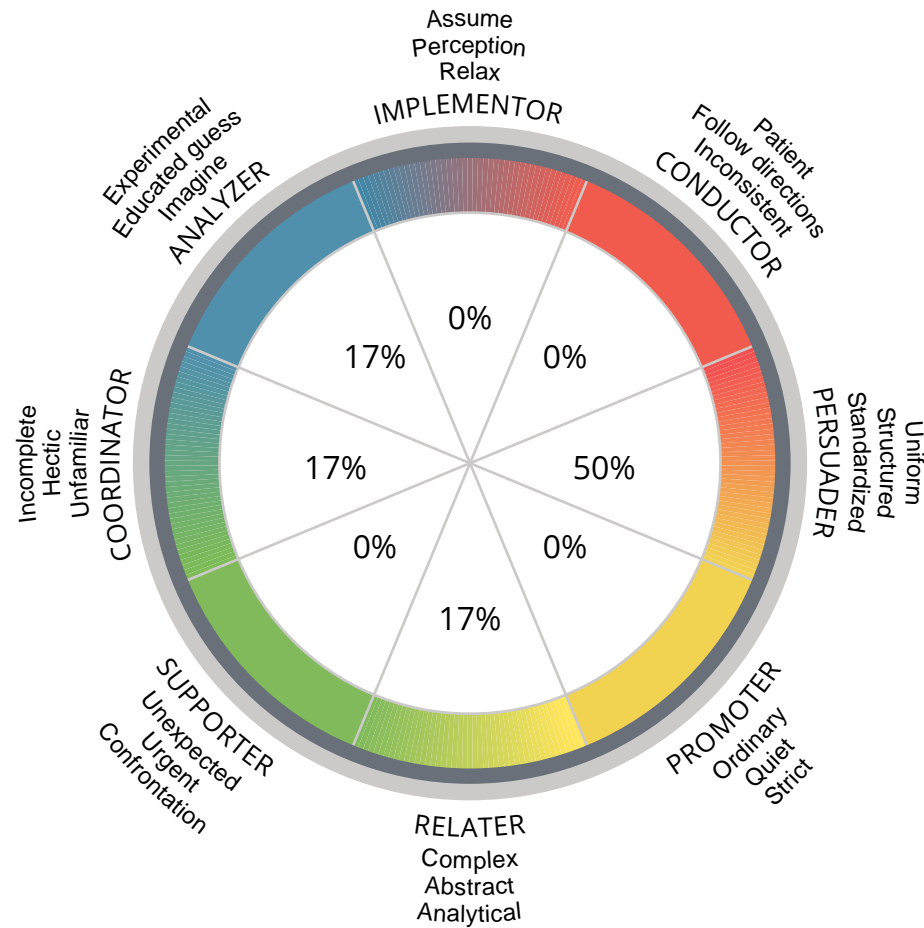 Assume
Perception
Relax
IMPLEMENTOR
Patient
Follow directions
Inconsistent
CONDUCTOR
Uniform
Structured
Standardized
PERSUADER
PROMOTER
Ordinary
Quiet
Strict
RELATER
Complex
Abstract
Analytical
SUPPORTER
Unexpected
Urgent
Confrontation
Incomplete
Hectic
Unfamiliar
COORDINATOR
Experimental
Educated guess
Imagine
ANALYZER
0%
0%
50%
0%
17%
0%
17%
17%